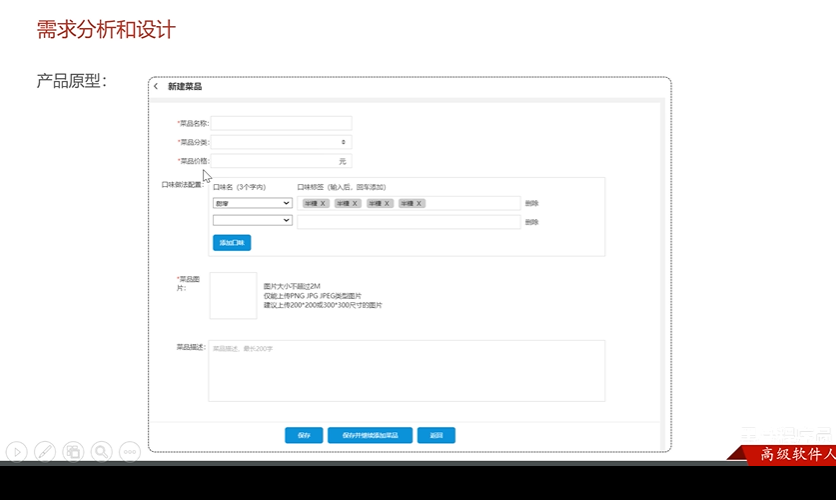 需求分析和设计
产品原型：
新建菜品
*菜品名称:
*菜品分类:
*菜品价格:
元
口味做法配置:
口味名（3个字内）
口味标签（输入后，回车添加）
甜度
半糖 X 半糖 X 半糖 X 半糖 X
删除
删除
添加口味
*菜品图
片:
图片大小不超过2M
仅能上传PNG JPG JPEG类型图片
建议上传200*200或300*300尺寸的图片
菜品描述:
菜品描述，最长200字
保存
保存并继续添加菜品
返回
高级软件人